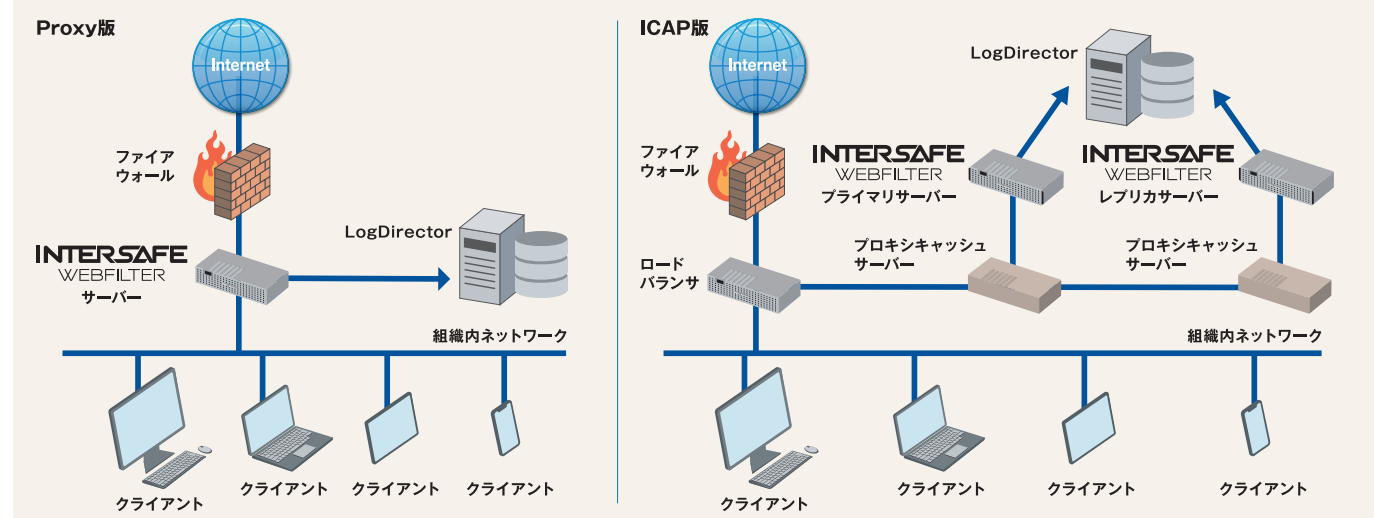 Proxy版
Internet
ファイア
ウォール
INTERSAFE
WEBFILTER
サーバー
LogDirector
組織内ネットワーク
クライアント
クライアント
クライアント
クライアント
ICAP版
Internet
LogDirector
ファイア
ウォール
INTERSAFE
WEBFILTER
プライマリサーバー
INTERSAFE
WEBFILTER
レプリカサーバー
ロード
バランサ
プロキシキャッシュ
サーバー
プロキシキャッシュ
サーバー
組織内ネットワーク
クライアント
クライアント
クライアント
クライアント